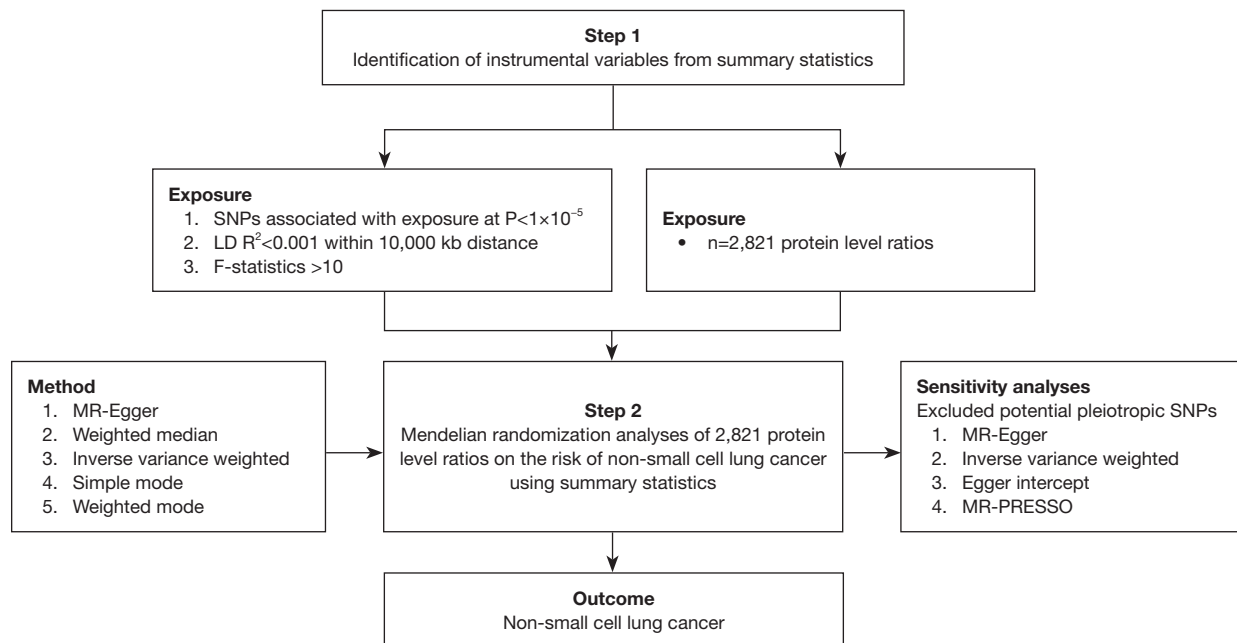 Step 1
Identification of instrumental variables from summary statistics
Exposure
1. SNPs associated with exposure at P<1×10⁻⁵
2. LD R²<0.001 within 10,000 kb distance
3. F-statistics >10
Exposure
• n=2,821 protein level ratios
Method
1. MR-Egger
2. Weighted median
3. Inverse variance weighted
4. Simple mode
5. Weighted mode
Step 2
Mendelian randomization analyses of 2,821 protein
level ratios on the risk of non-small cell lung cancer
using summary statistics
Sensitivity analyses
Excluded potential pleiotropic SNPs
1. MR-Egger
2. Inverse variance weighted
3. Egger intercept
4. MR-PRESSO
Outcome
Non-small cell lung cancer